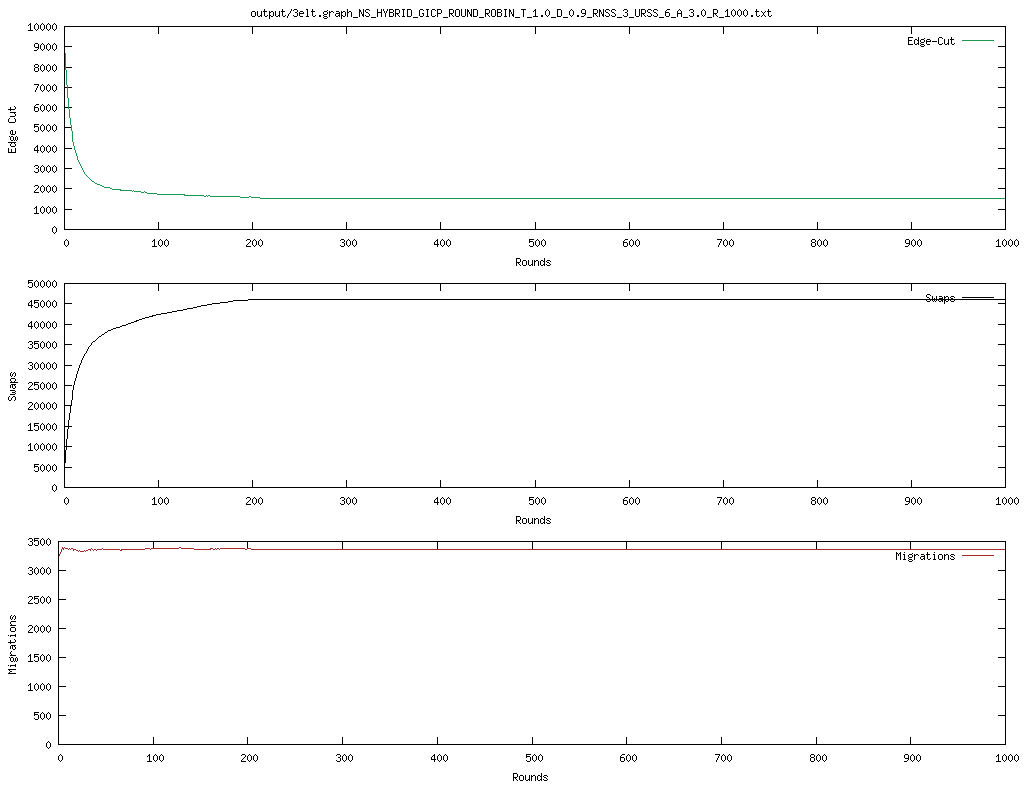 output/3elt.graph_NS_HYBRID_GICP_ROUND_ROBIN_T_1.0_D_0.9_RNSS_3_URSS_6_A_3.0_R_1000.txt
10000
9000
8000
7000
6000
5000
4000
3000
2000
1000
0
Edge Cut
Edge-Cut
0 100 200 300 400 500 600 700 800 900 1000
Rounds
50000
45000
40000
35000
30000
25000
20000
15000
10000
5000
0
Swaps
Swaps
0 100 200 300 400 500 600 700 800 900 1000
Rounds
3500
3000
2500
2000
1500
1000
500
0
Migrations
Migrations
0 100 200 300 400 500 600 700 800 900 1000
Rounds